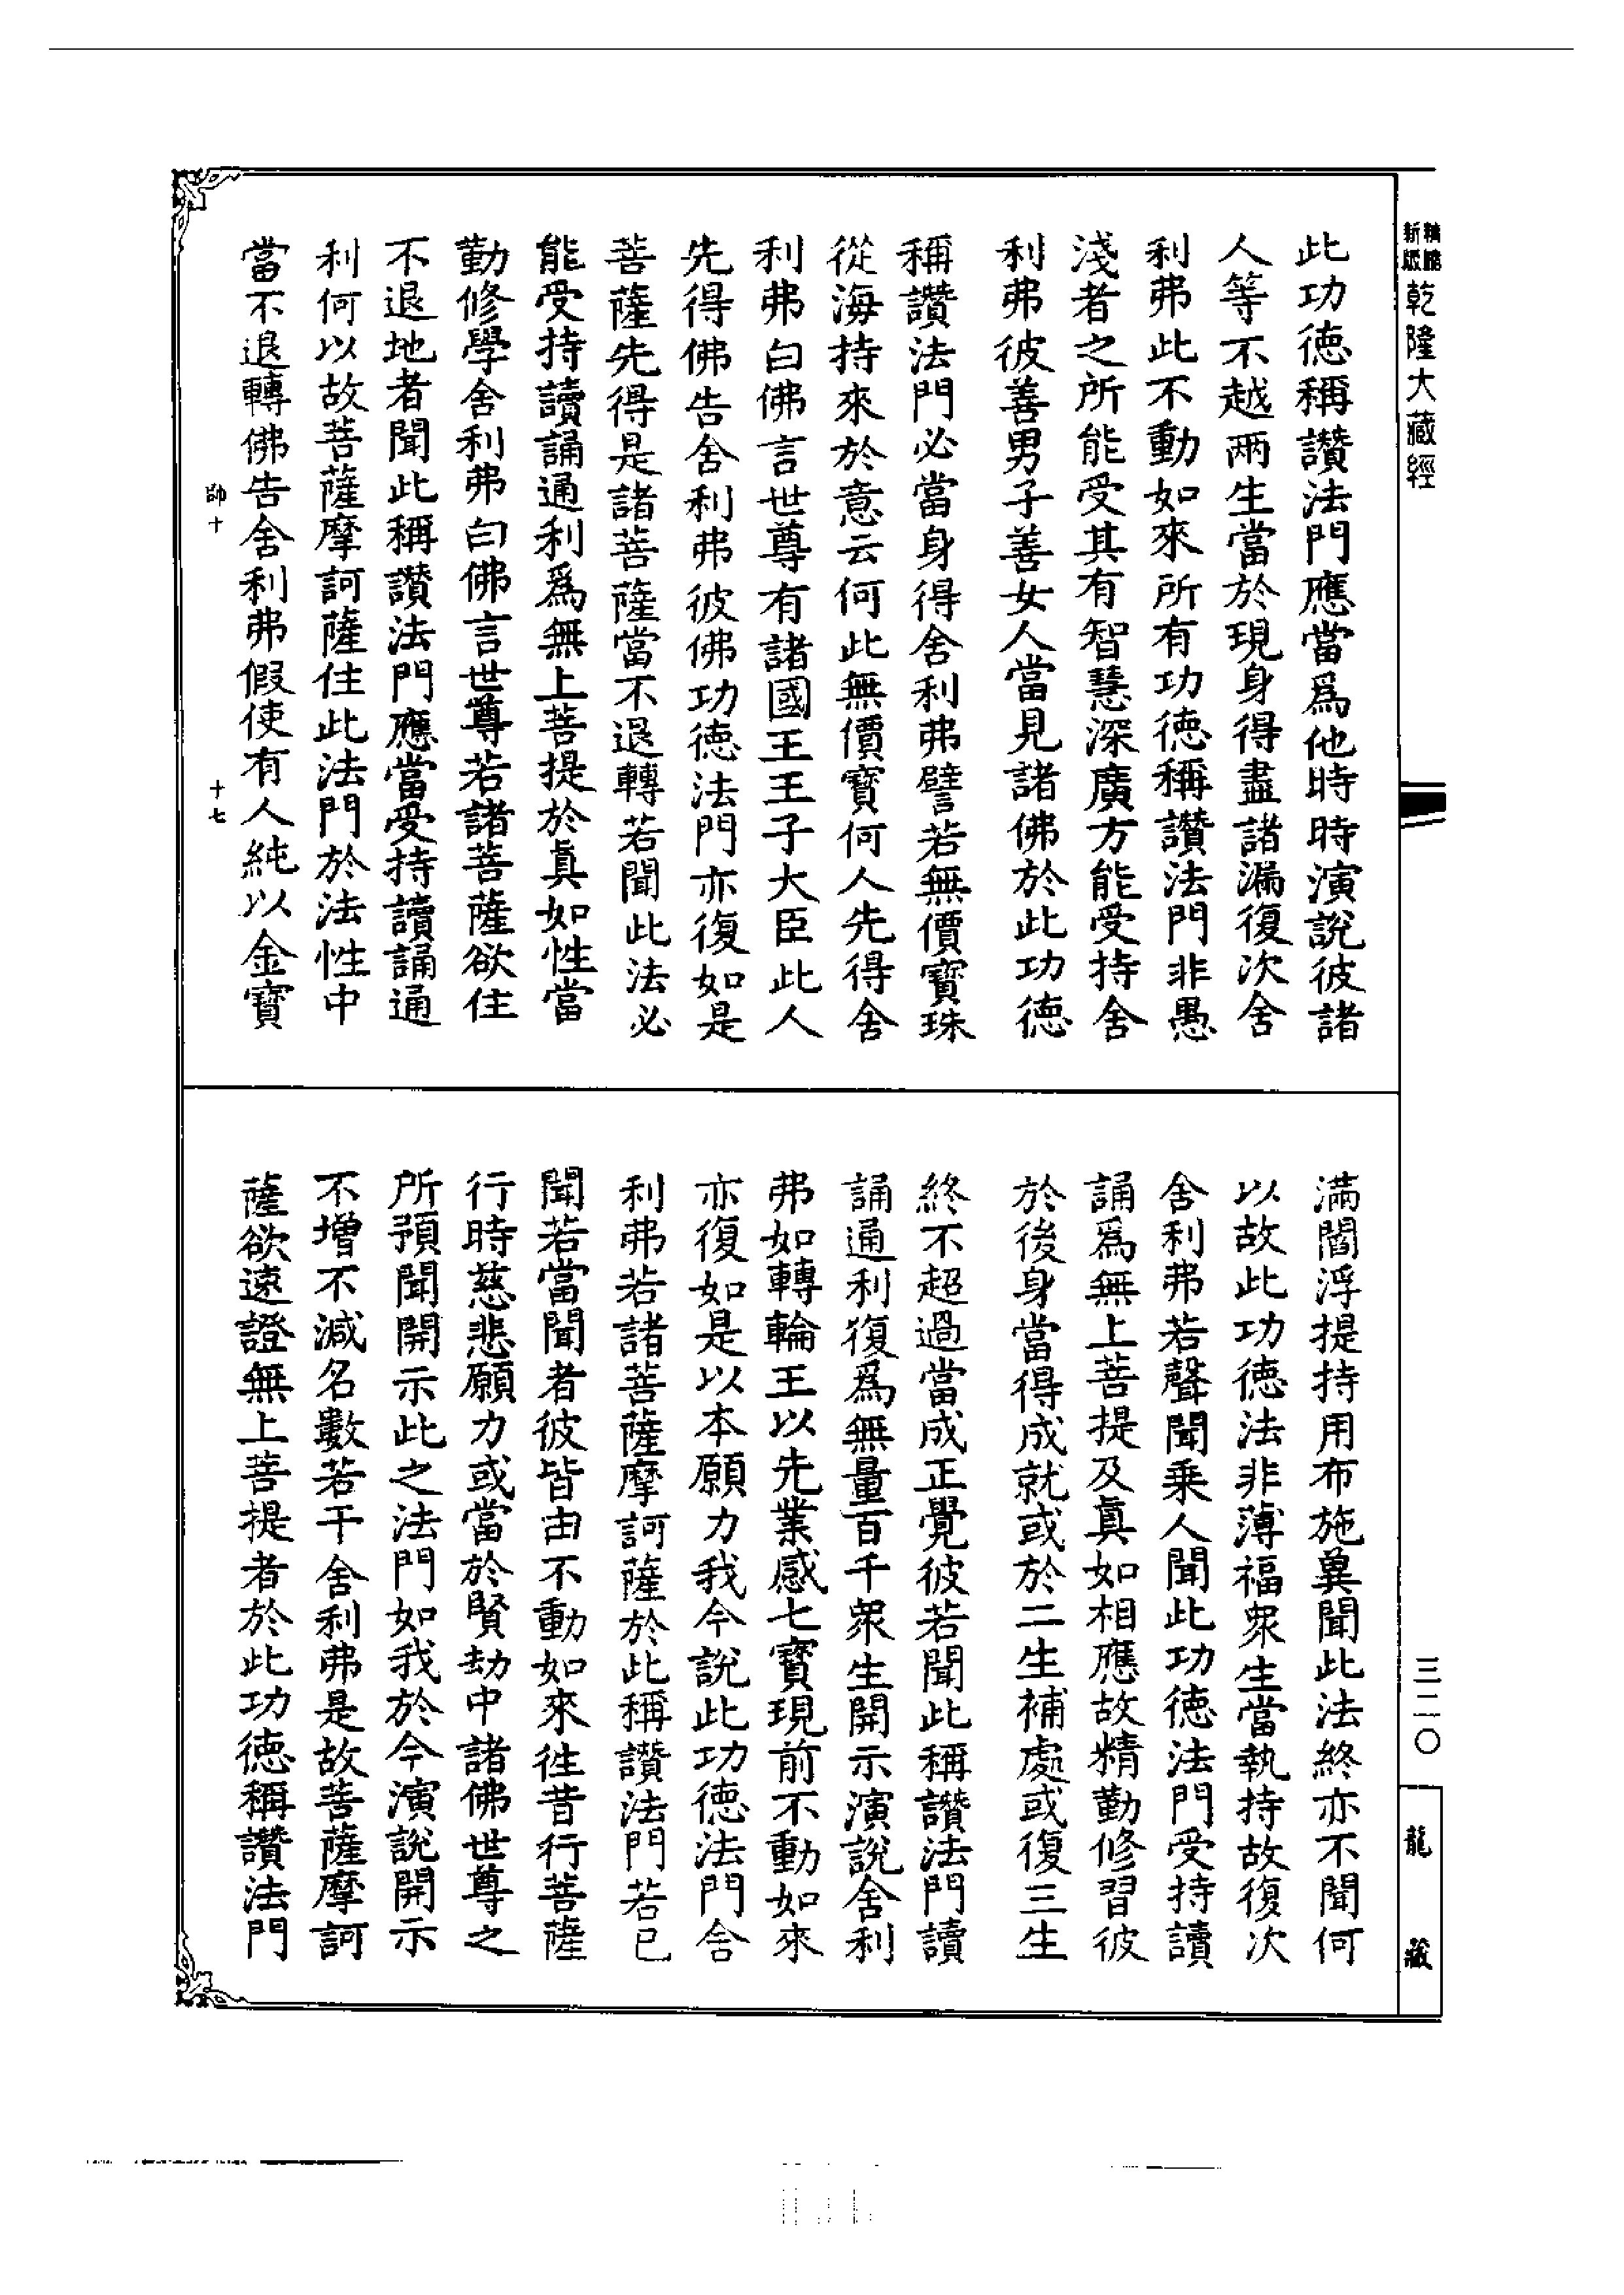 乾隆大藏經
此功德稱讚法門應當爲他時時演說彼諸
人等不越兩生當於現身得盡諸漏復次舍
利弗此不動如來所有功德稱讚法門非愚
淺者之所能受其有智慧深廣方能受持舍
利弗彼善男子善女人當見諸佛於此功德
稱讚法門必當身得舍利弗譬若無價寶珠
從海持來於意云何此無價寶何人先得舍
利弗白佛言世尊有諸國王王子大臣此人
先得佛告舍利弗彼佛功德法門亦復如是
菩薩先得是諸菩薩當不退轉若聞此法必
能受持讀誦通利爲無上菩提於眞如性當
勤修學舍利弗白佛言世尊若諸菩薩欲住
不退地者聞此稱讚法門應當受持讀誦通
利何以故菩薩摩訶薩住此法門於法性中
當不退轉佛告舍利弗假使有人純以金寶
帥十 十七
滿閻浮提持用布施冀聞此法終亦不聞何
以故此功德法非薄福衆生當執持故復次
舍利弗若聲聞乘人聞此功德法門受持讀
誦爲無上菩提及眞如相應故精勤修習彼
於後身當得成就或於二生補處或復三生
終不超過當成正覺彼若聞此稱讚法門讀
誦通利復爲無量百千衆生開示演說舍利
弗如轉輪王以先業感七寶現前不動如來
亦復如是以本願力我今說此功德法門舍
利弗若諸菩薩摩訶薩於此稱讚法門若已
聞若當聞者彼皆由不動如來徃昔行菩薩
行時慈悲願力或當於賢劫中諸佛世尊之
所預聞開示此之法門如我於今演說開示
不增不減名數若干舍利弗是故菩薩摩訶
薩欲速證無上菩提者於此功德稱讚法門
三二〇
龍藏